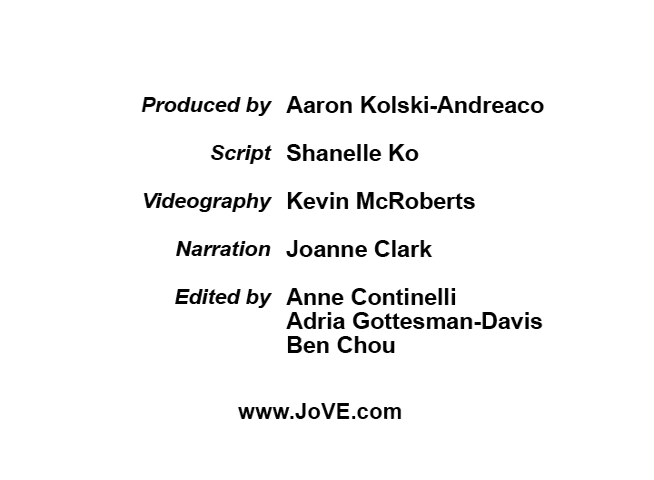 Produced by Aaron Kolski-Andreaco
Script Shanelle Ko
Videography Kevin McRoberts
Narration Joanne Clark
Edited by Anne Continelli
Adria Gottesman-Davis
Ben Chou
www.JoVE.com